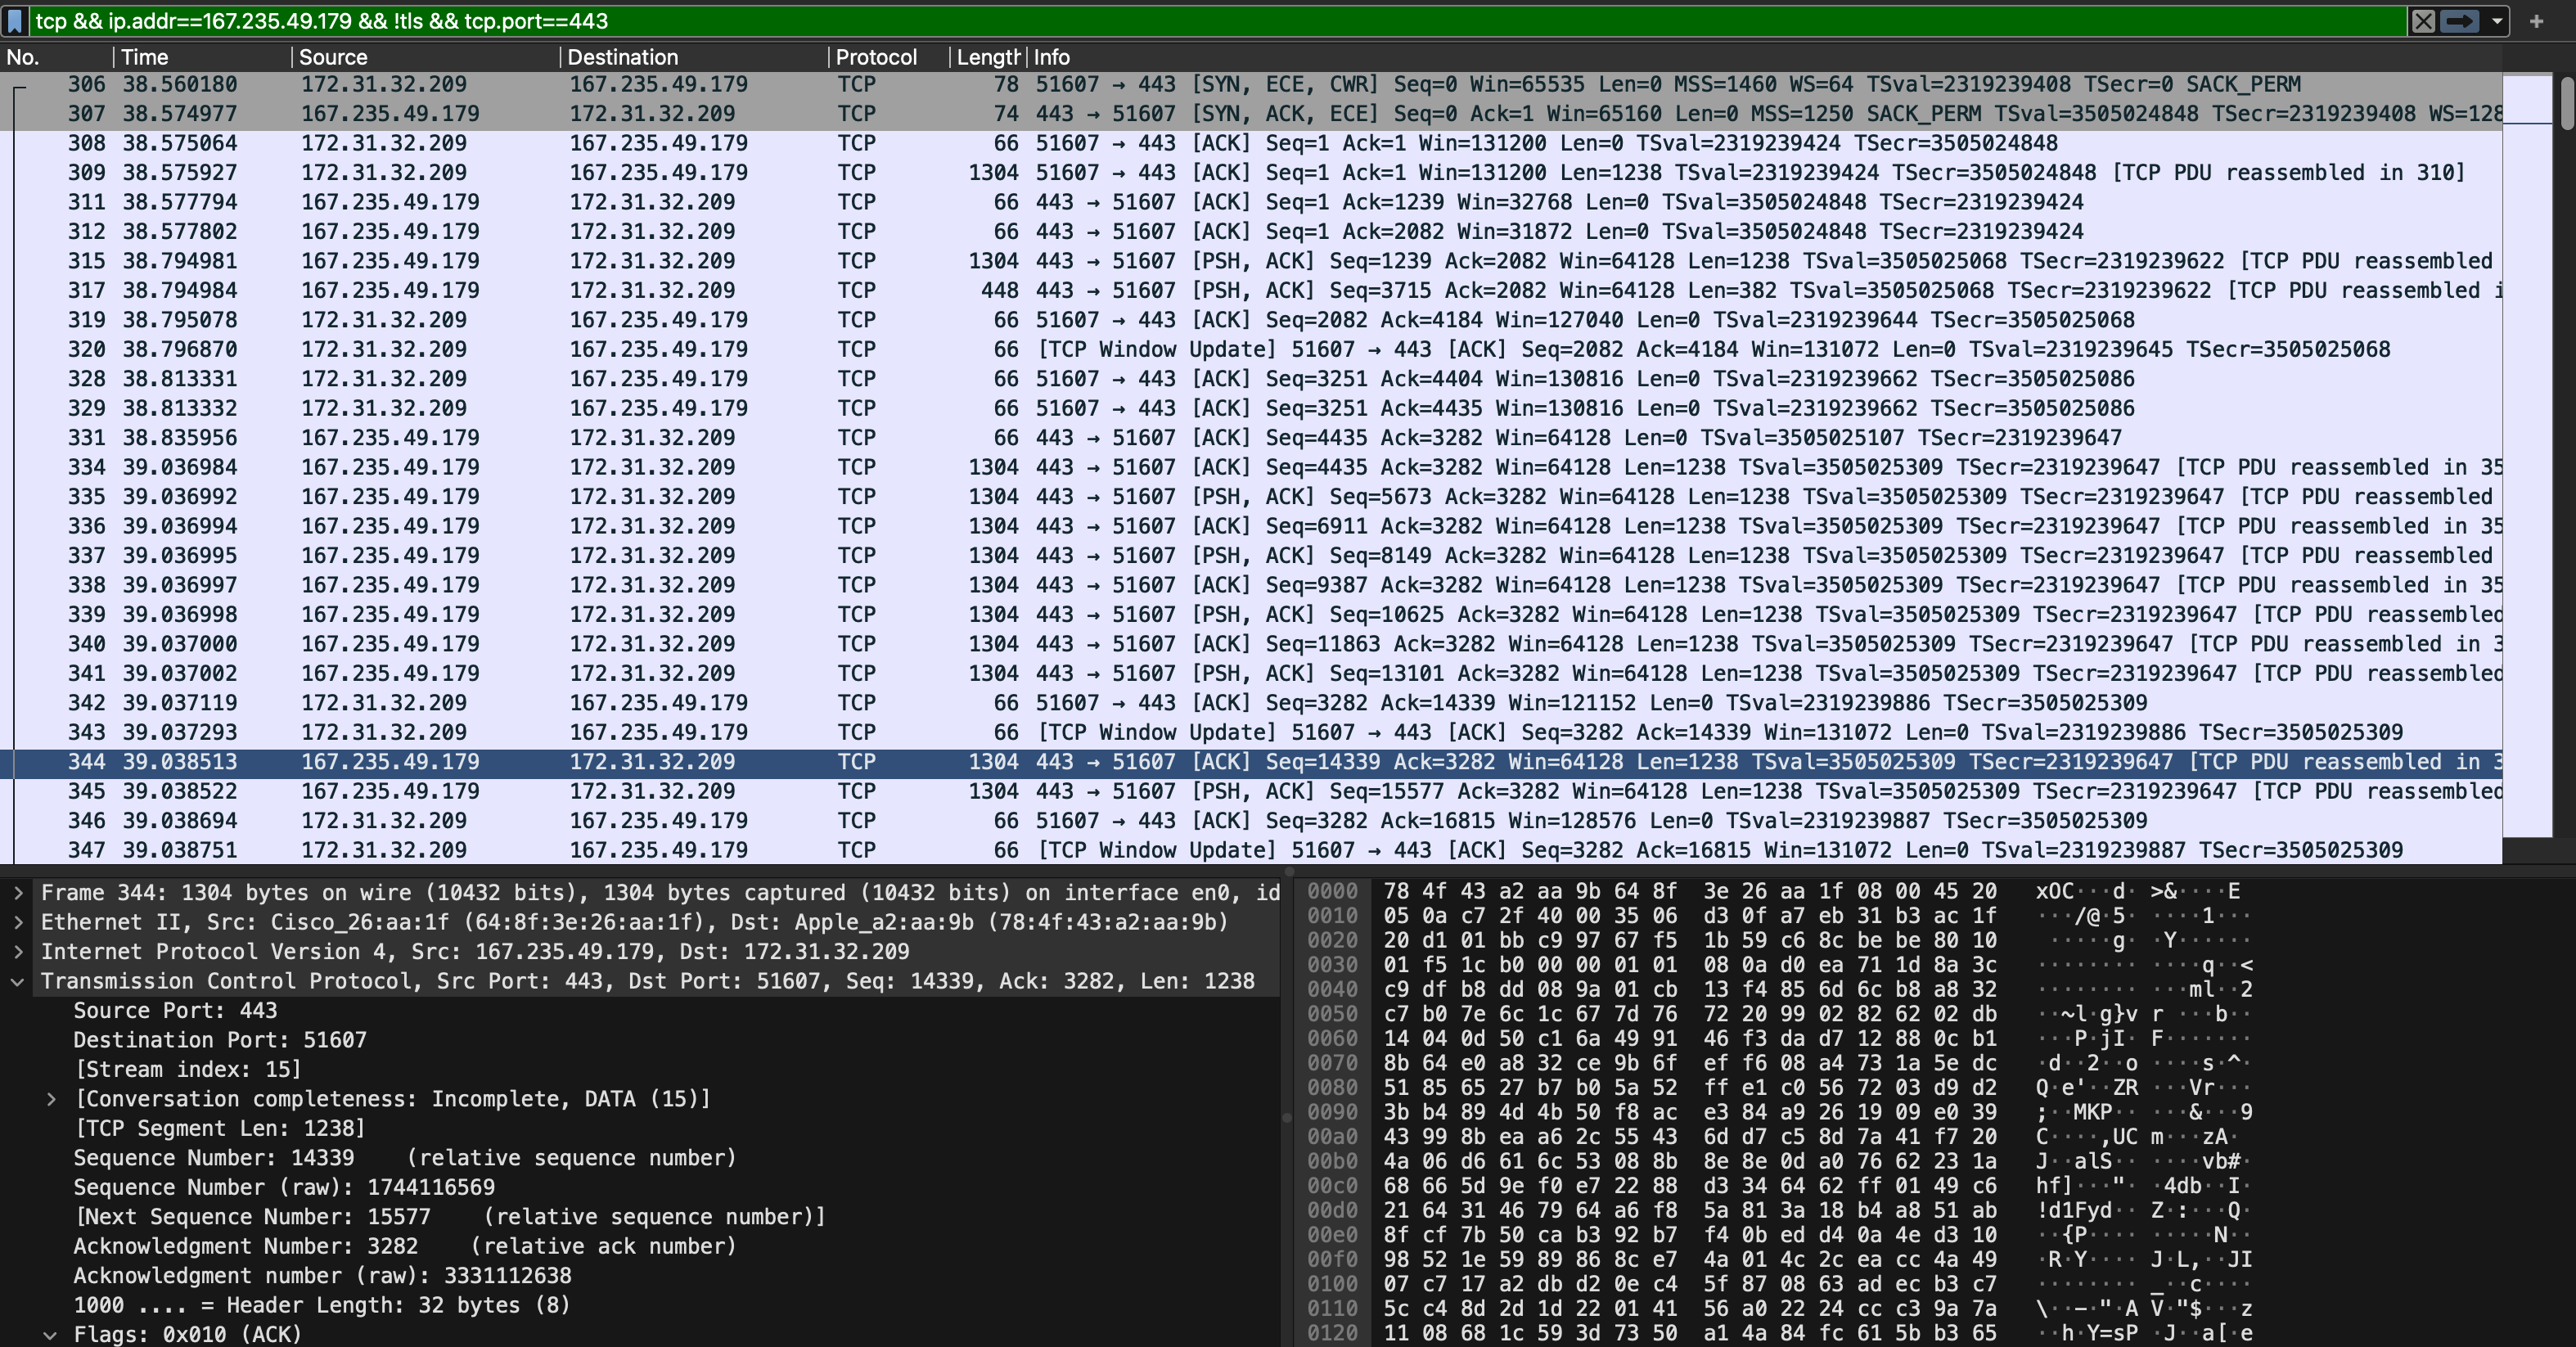 tcp && ip.addr==167.235.49.179 && !tls && tcp.port==443
No. Time Source Destination Protocol Length Info
306 38.560180 172.31.32.209 167.235.49.179 TCP 78 51607 → 443 [SYN, ECE, CWR] Seq=0 Win=65535 Len=0 MSS=1460 WS=64 TSval=2319239408 TSecr=0 SACK_PERM
307 38.574977 167.235.49.179 172.31.32.209 TCP 74 443 → 51607 [SYN, ACK, ECE] Seq=0 Ack=1 Win=65160 Len=0 MSS=1250 SACK_PERM TSval=3505024848 TSecr=2319239408 WS=128
308 38.575064 172.31.32.209 167.235.49.179 TCP 66 51607 → 443 [ACK] Seq=1 Ack=1 Win=131200 Len=0 TSval=2319239424 TSecr=3505024848
309 38.575927 172.31.32.209 167.235.49.179 TCP 1304 51607 → 443 [ACK] Seq=1 Ack=1 Win=131200 Len=1238 TSval=2319239424 TSecr=3505024848 [TCP PDU reassembled in 310]
311 38.577794 167.235.49.179 172.31.32.209 TCP 66 443 → 51607 [ACK] Seq=1 Ack=1239 Win=32768 Len=0 TSval=3505024848 TSecr=2319239424
312 38.577802 167.235.49.179 172.31.32.209 TCP 66 443 → 51607 [ACK] Seq=1 Ack=2082 Win=31872 Len=0 TSval=3505024848 TSecr=2319239424
315 38.794981 167.235.49.179 172.31.32.209 TCP 1304 443 → 51607 [PSH, ACK] Seq=1239 Ack=2082 Win=64128 Len=1238 TSval=3505025068 TSecr=2319239622 [TCP PDU reassembled
317 38.794984 167.235.49.179 172.31.32.209 TCP 448 443 → 51607 [PSH, ACK] Seq=3715 Ack=2082 Win=64128 Len=382 TSval=3505025068 TSecr=2319239622 [TCP PDU reassembled i
319 38.795078 172.31.32.209 167.235.49.179 TCP 66 51607 → 443 [ACK] Seq=2082 Ack=4184 Win=127040 Len=0 TSval=2319239644 TSecr=3505025068
320 38.796870 172.31.32.209 167.235.49.179 TCP 66 [TCP Window Update] 51607 → 443 [ACK] Seq=2082 Ack=4184 Win=131072 Len=0 TSval=2319239645 TSecr=3505025068
328 38.813331 172.31.32.209 167.235.49.179 TCP 66 51607 → 443 [ACK] Seq=3251 Ack=4404 Win=130816 Len=0 TSval=2319239662 TSecr=3505025086
329 38.813332 172.31.32.209 167.235.49.179 TCP 66 51607 → 443 [ACK] Seq=3251 Ack=4435 Win=130816 Len=0 TSval=2319239662 TSecr=3505025086
331 38.835956 167.235.49.179 172.31.32.209 TCP 66 443 → 51607 [ACK] Seq=4435 Ack=3282 Win=64128 Len=0 TSval=3505025107 TSecr=2319239647
334 39.036984 167.235.49.179 172.31.32.209 TCP 1304 443 → 51607 [ACK] Seq=4435 Ack=3282 Win=64128 Len=1238 TSval=3505025309 TSecr=2319239647 [TCP PDU reassembled in 35
335 39.036992 167.235.49.179 172.31.32.209 TCP 1304 443 → 51607 [PSH, ACK] Seq=5673 Ack=3282 Win=64128 Len=1238 TSval=3505025309 TSecr=2319239647 [TCP PDU reassembled
336 39.036994 167.235.49.179 172.31.32.209 TCP 1304 443 → 51607 [ACK] Seq=6911 Ack=3282 Win=64128 Len=1238 TSval=3505025309 TSecr=2319239647 [TCP PDU reassembled in 35
337 39.036995 167.235.49.179 172.31.32.209 TCP 1304 443 → 51607 [PSH, ACK] Seq=8149 Ack=3282 Win=64128 Len=1238 TSval=3505025309 TSecr=2319239647 [TCP PDU reassembled
338 39.036997 167.235.49.179 172.31.32.209 TCP 1304 443 → 51607 [ACK] Seq=9387 Ack=3282 Win=64128 Len=1238 TSval=3505025309 TSecr=2319239647 [TCP PDU reassembled in 35
339 39.036998 167.235.49.179 172.31.32.209 TCP 1304 443 → 51607 [PSH, ACK] Seq=10625 Ack=3282 Win=64128 Len=1238 TSval=3505025309 TSecr=2319239647 [TCP PDU reassembled
340 39.037000 167.235.49.179 172.31.32.209 TCP 1304 443 → 51607 [ACK] Seq=11863 Ack=3282 Win=64128 Len=1238 TSval=3505025309 TSecr=2319239647 [TCP PDU reassembled in 3
341 39.037002 167.235.49.179 172.31.32.209 TCP 1304 443 → 51607 [PSH, ACK] Seq=13101 Ack=3282 Win=64128 Len=1238 TSval=3505025309 TSecr=2319239647 [TCP PDU reassembled
342 39.037119 172.31.32.209 167.235.49.179 TCP 66 51607 → 443 [ACK] Seq=3282 Ack=14339 Win=121152 Len=0 TSval=2319239886 TSecr=3505025309
343 39.037293 172.31.32.209 167.235.49.179 TCP 66 [TCP Window Update] 51607 → 443 [ACK] Seq=3282 Ack=14339 Win=131072 Len=0 TSval=2319239886 TSecr=3505025309
344 39.038513 167.235.49.179 172.31.32.209 TCP 1304 443 → 51607 [ACK] Seq=14339 Ack=3282 Win=64128 Len=1238 TSval=3505025309 TSecr=2319239647 [TCP PDU reassembled in 3
345 39.038522 167.235.49.179 172.31.32.209 TCP 1304 443 → 51607 [PSH, ACK] Seq=15577 Ack=3282 Win=64128 Len=1238 TSval=3505025309 TSecr=2319239647 [TCP PDU reassembled
346 39.038694 172.31.32.209 167.235.49.179 TCP 66 51607 → 443 [ACK] Seq=3282 Ack=16815 Win=128576 Len=0 TSval=2319239887 TSecr=3505025309
347 39.038751 172.31.32.209 167.235.49.179 TCP 66 [TCP Window Update] 51607 → 443 [ACK] Seq=3282 Ack=16815 Win=131072 Len=0 TSval=2319239887 TSecr=3505025309
Frame 344: 1304 bytes on wire (10432 bits), 1304 bytes captured (10432 bits) on interface en0, id
Ethernet II, Src: Cisco_26:aa:1f (64:8f:3e:26:aa:1f), Dst: Apple_a2:aa:9b (78:4f:43:a2:aa:9b)
Internet Protocol Version 4, Src: 167.235.49.179, Dst: 172.31.32.209
Transmission Control Protocol, Src Port: 443, Dst Port: 51607, Seq: 14339, Ack: 3282, Len: 1238
Source Port: 443
Destination Port: 51607
[Stream index: 15]
[Conversation completeness: Incomplete, DATA (15)]
[TCP Segment Len: 1238]
Sequence Number: 14339 (relative sequence number)
Sequence Number (raw): 1744116569
[Next Sequence Number: 15577 (relative sequence number)]
Acknowledgment Number: 3282 (relative ack number)
Acknowledgment number (raw): 3331112638
1000 .... = Header Length: 32 bytes (8)
Flags: 0x010 (ACK)
0000 78 4f 43 a2 aa 9b 64 8f 3e 26 aa 1f 08 00 45 20 xOC···d· >&····E
0010 05 0a c7 2f 40 00 35 06 d3 0f a7 eb 31 b3 ac 1f ···/@·5· ····1···
0020 20 d1 01 bb c9 97 67 f5 1b 59 c6 8c be be 80 10 ·····g· ·Y······
0030 01 f5 1c b0 00 00 01 01 08 0a d0 ea 71 1d 8a 3c ········ ····q··<
0040 c9 df b8 dd 08 9a 01 cb 13 f4 85 6d 6c b8 a8 32 ········ ···ml··2
0050 c7 b0 7e 6c 1c 67 7d 76 72 20 99 02 82 62 02 db ··~l·g}v r ···b··
0060 14 04 0d 50 c1 6a 49 91 46 f3 da d7 12 88 0c b1 ···P·jI· F·······
0070 8b 64 e0 a8 32 ce 9b 6f ef f6 08 a4 73 1a 5e dc ·d··2··o ····s·^·
0080 51 85 65 27 b7 b0 5a 52 ff e1 c0 56 72 03 d9 d2 Q·e'··ZR ···Vr···
0090 3b b4 89 4d 4b 50 f8 ac e3 84 a9 26 19 09 e0 39 ;··MKP·· ···&···9
00a0 43 99 8b ea a6 2c 55 43 6d d7 c5 8d 7a 41 f7 20 C····,UC m···zA·
00b0 4a 06 d6 61 6c 53 08 8b 8e 8e 0d a0 76 62 23 1a J··alS·· ····vb#·
00c0 68 66 5d 9e f0 e7 22 88 d3 34 64 62 ff 01 49 c6 hf]···"· ·4db··I·
00d0 21 64 31 46 79 64 a6 f8 5a 81 3a 18 b4 a8 51 ab !d1Fyd·· Z·:···Q·
00e0 8f cf 7b 50 ca b3 92 b7 f4 0b ed d4 0a 4e d3 10 ··{P···· ·····N··
00f0 98 52 1e 59 89 86 8c e7 4a 01 4c 2c ea cc 4a 49 ·R·Y···· J·L,··JI
0100 07 c7 17 a2 db d2 0e c4 5f 87 08 63 ad ec b3 c7 ········ _··c····
0110 5c c4 8d 2d 1d 22 01 41 56 a0 22 24 cc c3 9a 7a \··-·"·A V·"$···z
0120 11 08 68 1c 59 3d 73 50 a1 4a 84 fc 61 5b b3 65 ··h·Y=sP ·J··a[·e